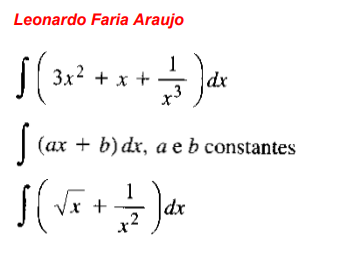 Leonardo Faria Araujo
∫ ( 3x² + x + 1/x³ ) dx
∫ (ax + b) dx, a e b constantes
∫ ( √x + 1/x² ) dx